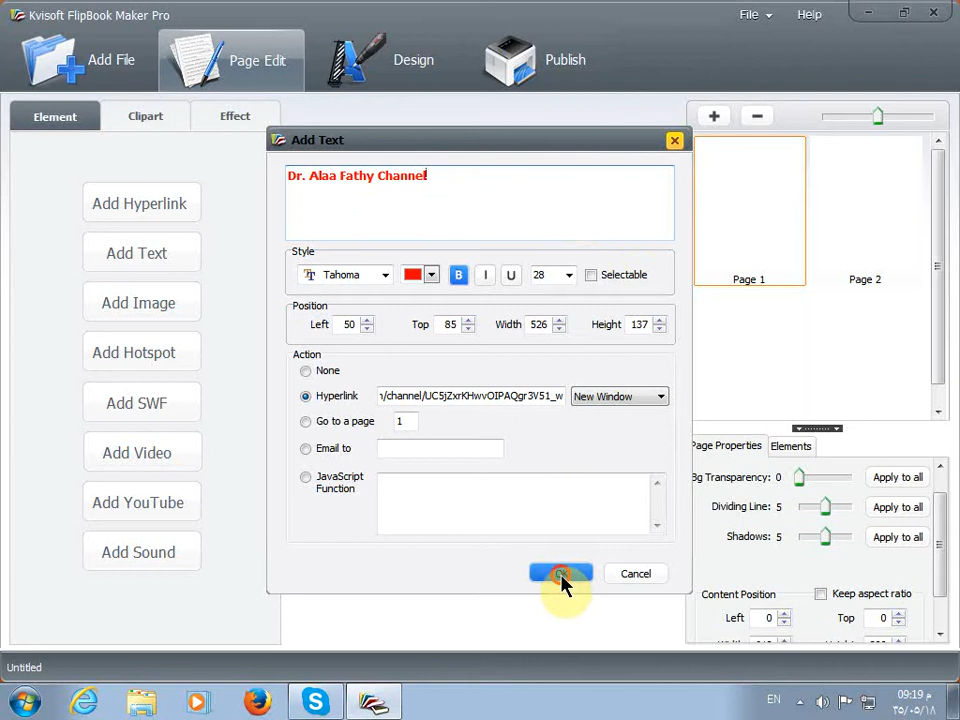 Kvisoft FlipBook Maker Pro
File
Help
Add File
Page Edit
Design
Publish
Element
Clipart
Effect
Add Hyperlink
Add Text
Add Image
Add Hotspot
Add SWF
Add Video
Add YouTube
Add Sound
Add Text
Dr. Alaa Fathy Channel
Style
Tahoma
B
I
U
28
Selectable
Position
Left 50
Top 85
Width 526
Height 137
Action
None
Hyperlink
/channel/UC5jZxrKHwvOIPAQgr3V51_w
New Window
Go to a page 1
Email to
JavaScript
Function
Cancel
Page 1
Page 2
Page Properties
Elements
Bg Transparency: 0
Apply to all
Dividing Line: 5
Apply to all
Shadows: 5
Apply to all
Content Position
Keep aspect ratio
Left 0
Top 0
Untitled
EN
09:19 م
٣٥/٠٥/١٨